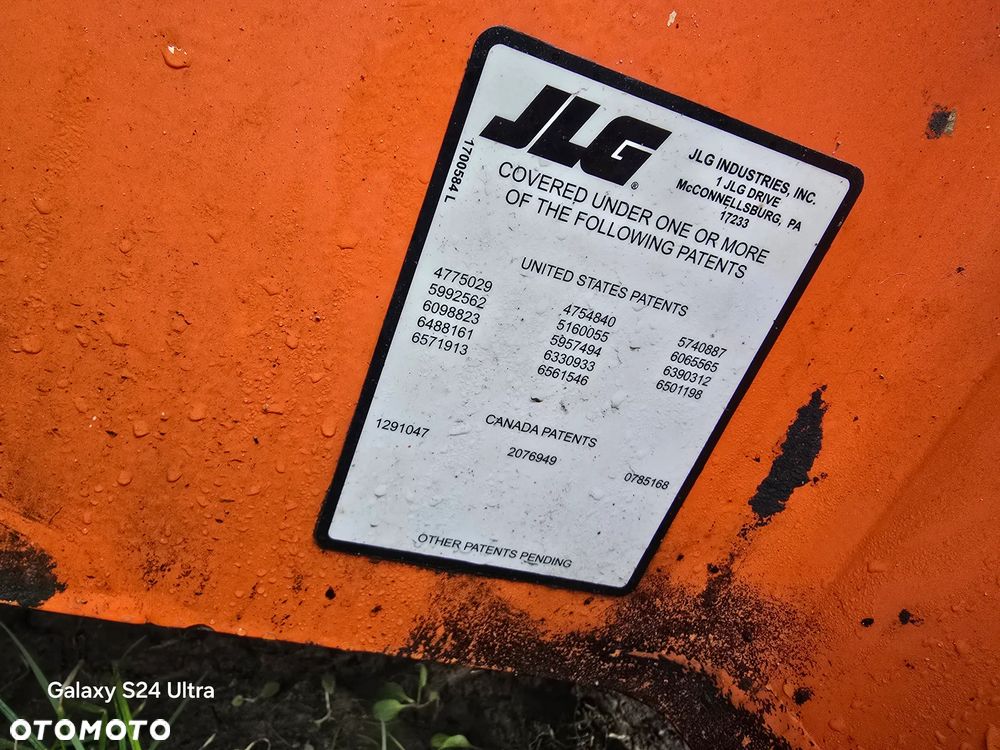 JLG®
JLG INDUSTRIES, INC.
1 JLG DRIVE
McCONNELLSBURG, PA
17233
1700584 L
COVERED UNDER ONE OR MORE
OF THE FOLLOWING PATENTS
UNITED STATES PATENTS
4775029 4754840 5740887
5992562 5160055 6065565
6098823 5957494 6390312
6488161 6330933 6501198
6571913 6561546
CANADA PATENTS
1291047 2076949 0785168
OTHER PATENTS PENDING
Galaxy S24 Ultra
OTOMOTO